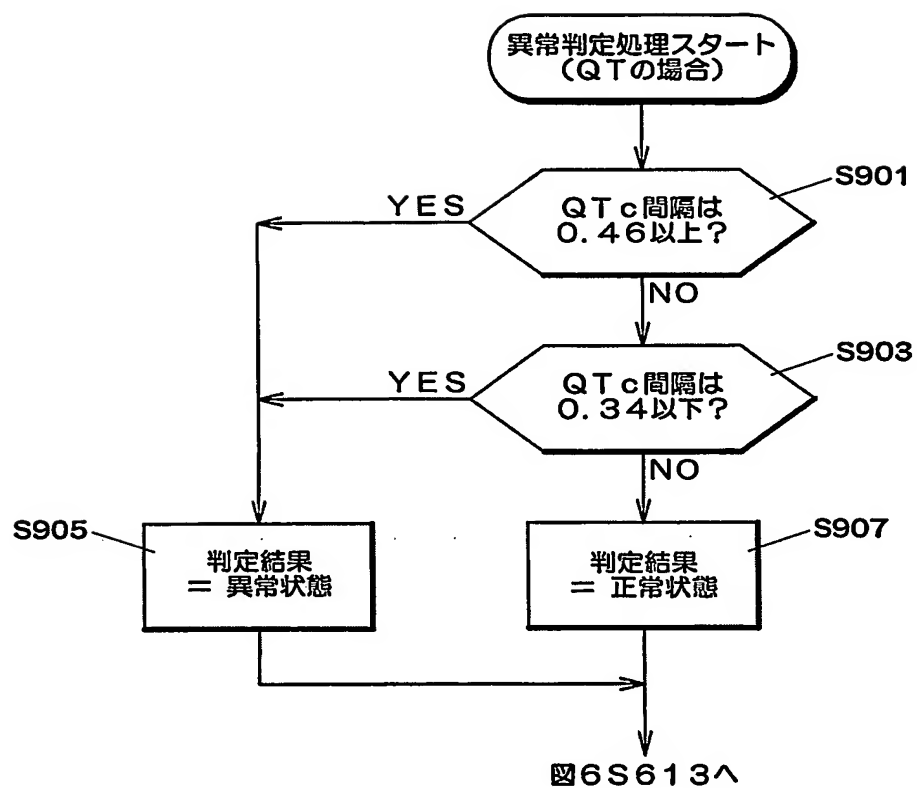 異常判定処理スタート
（ＱＴの場合）
S901
ＹＥＳ
ＱＴｃ間隔は
０．４６以上？
ＮＯ
S903
ＹＥＳ
ＱＴｃ間隔は
０．３４以下？
ＮＯ
S905
判定結果
＝ 異常状態
S907
判定結果
＝ 正常状態
図６Ｓ６１３へ